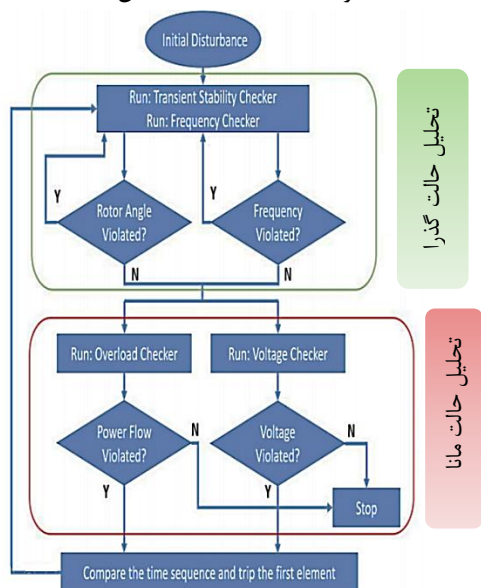 Initial Disturbance
Run: Transient Stability Checker
Run: Frequency Checker
Y
Rotor Angle
Violated?
N
Y
Frequency
Violated?
N
تحلیل حالت گذرا
Run: Overload Checker
Run: Voltage Checker
Power Flow
Violated?
N
Y
Voltage
Violated?
N
Y
Stop
تحلیل حالت مانا
Compare the time sequence and trip the first element